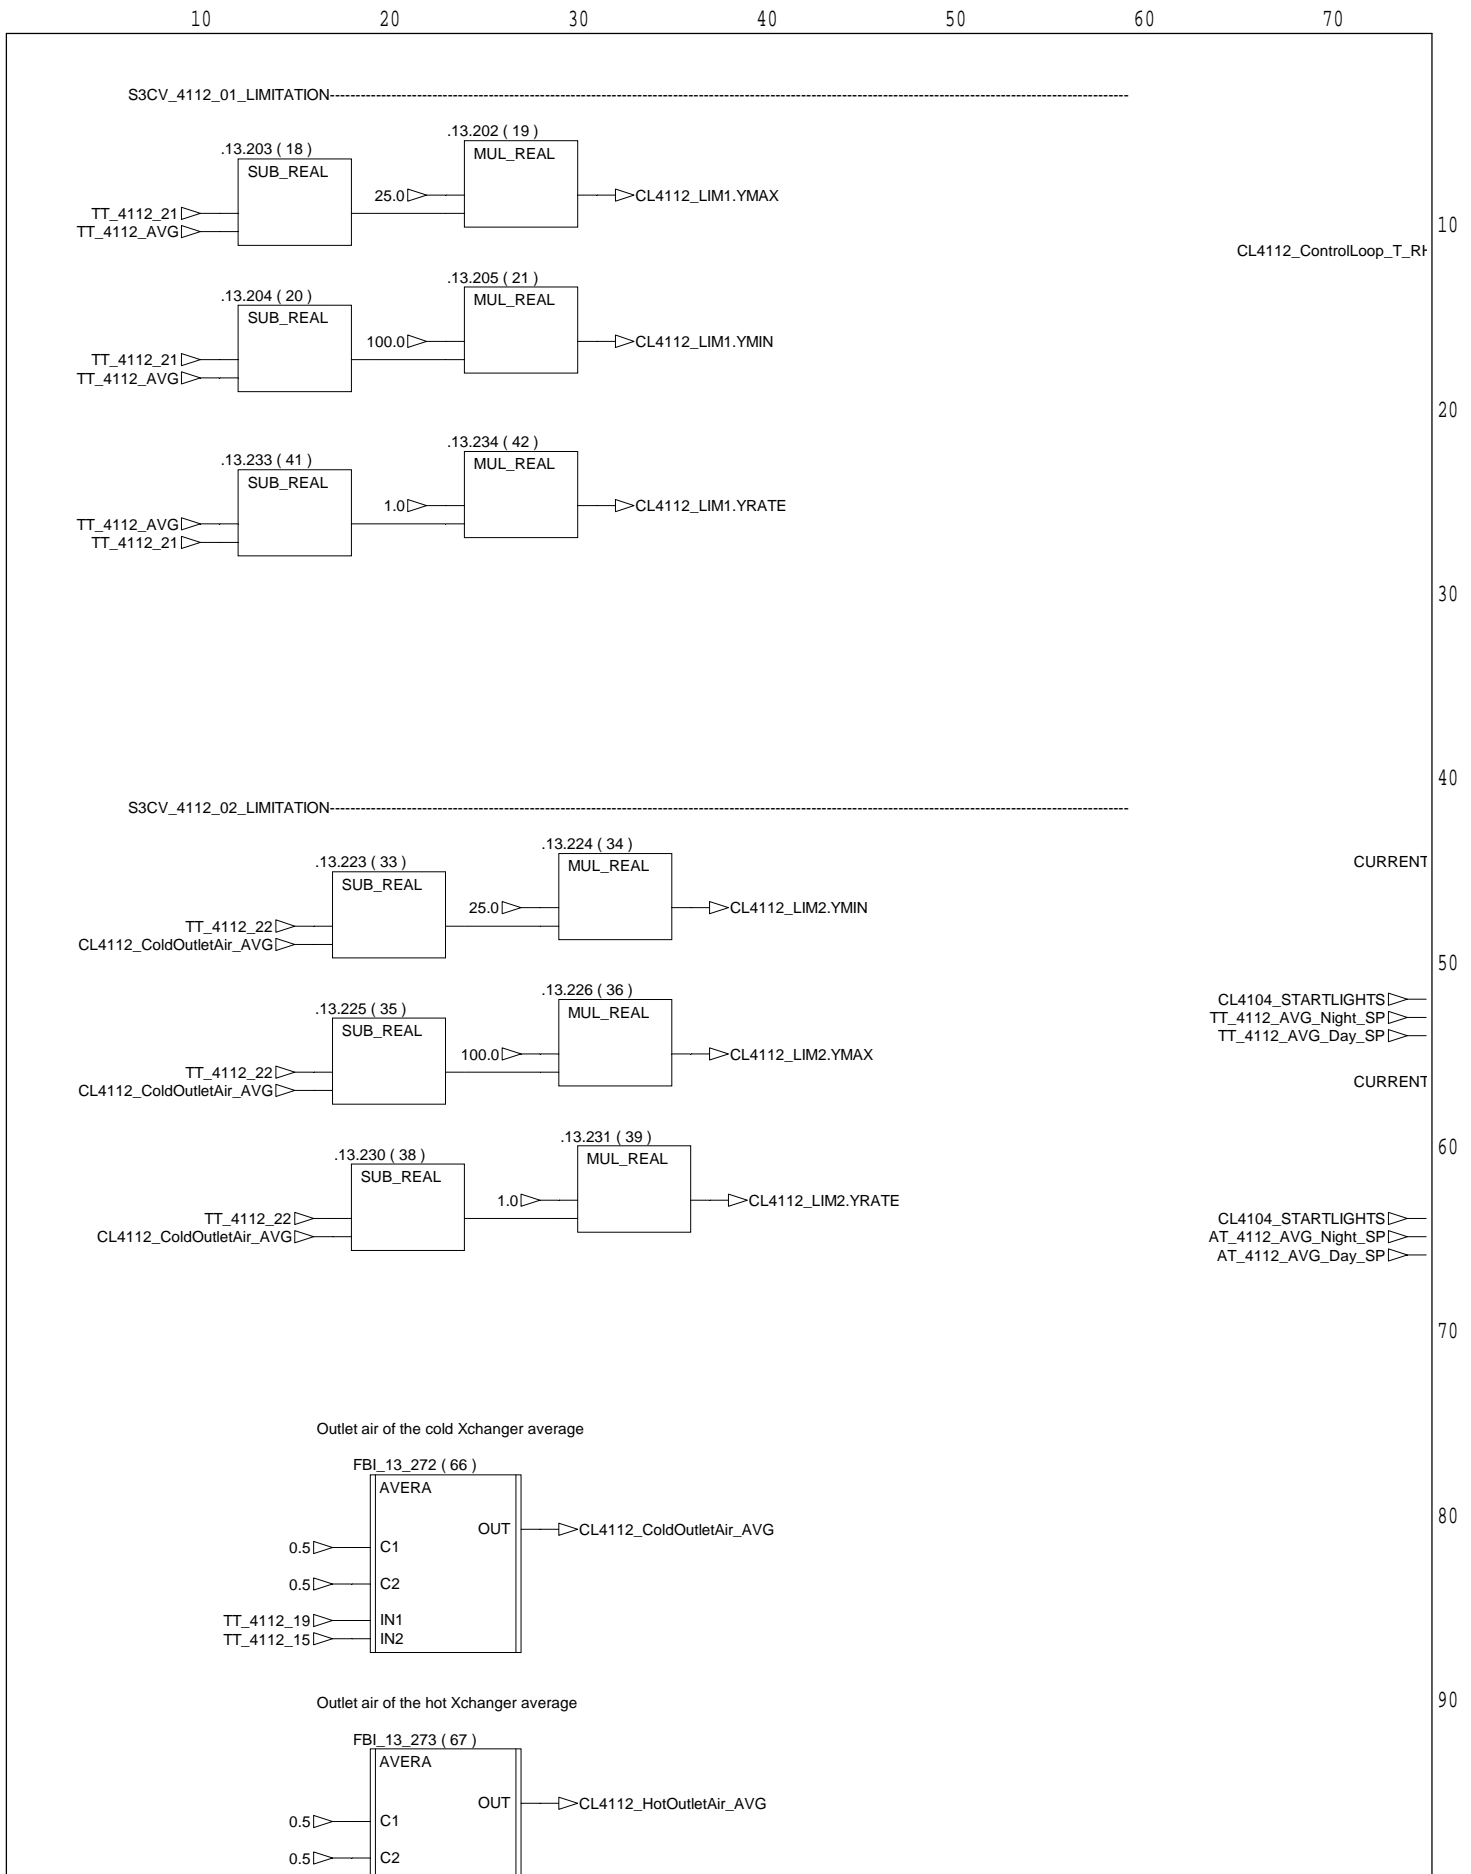 10 20 30 40 50 60 70
S3CV_4112_01_LIMITATION
.13.202 ( 19 )
MUL_REAL
.13.203 ( 18 )
SUB_REAL
25.0
CL4112_LIM1.YMAX
TT_4112_21
TT_4112_AVG
10
CL4112_ControlLoop_T_RH
.13.205 ( 21 )
MUL_REAL
.13.204 ( 20 )
SUB_REAL
100.0
CL4112_LIM1.YMIN
TT_4112_21
TT_4112_AVG
20
.13.234 ( 42 )
MUL_REAL
.13.233 ( 41 )
SUB_REAL
1.0
CL4112_LIM1.YRATE
TT_4112_AVG
TT_4112_21
30
40
S3CV_4112_02_LIMITATION
.13.224 ( 34 )
MUL_REAL
.13.223 ( 33 )
SUB_REAL
CURRENT
25.0
CL4112_LIM2.YMIN
TT_4112_22
CL4112_ColdOutletAir_AVG
50
.13.226 ( 36 )
MUL_REAL
.13.225 ( 35 )
SUB_REAL
CL4104_STARTLIGHTS
TT_4112_AVG_Night_SP
TT_4112_AVG_Day_SP
100.0
CL4112_LIM2.YMAX
TT_4112_22
CL4112_ColdOutletAir_AVG
CURRENT
60
.13.231 ( 39 )
MUL_REAL
.13.230 ( 38 )
SUB_REAL
1.0
CL4112_LIM2.YRATE
TT_4112_22
CL4112_ColdOutletAir_AVG
CL4104_STARTLIGHTS
AT_4112_AVG_Night_SP
AT_4112_AVG_Day_SP
70
Outlet air of the cold Xchanger average
FBI_13_272 ( 66 )
AVERA
80
OUT
CL4112_ColdOutletAir_AVG
0.5
C1
0.5
C2
TT_4112_19
IN1
TT_4112_15
IN2
Outlet air of the hot Xchanger average
90
FBI_13_273 ( 67 )
AVERA
OUT
CL4112_HotOutletAir_AVG
0.5
C1
0.5
C2